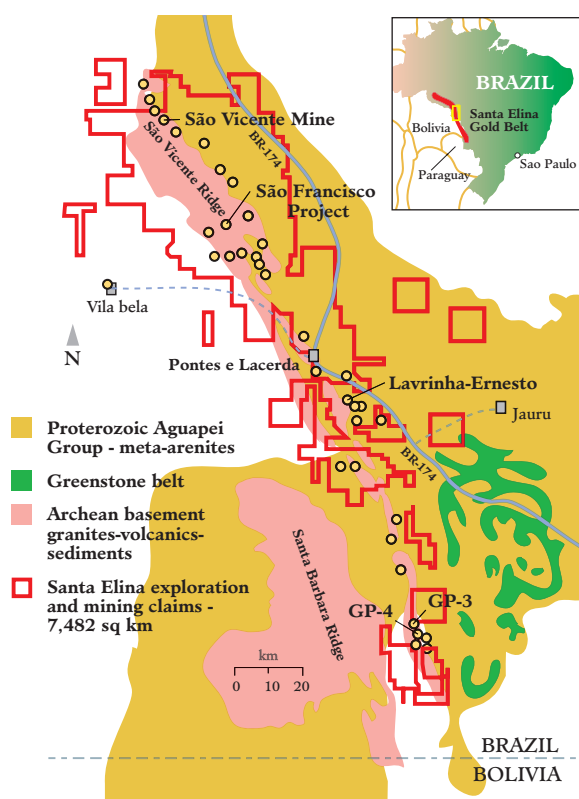 BRAZIL
Santa Elina
Gold Belt
Bolivia
Sao Paulo
Paraguay
São Vicente Mine
BR-174
São Vicente Ridge
São Francisco
Project
Vila bela
N
Pontes e Lacerda
Lavrinha-Ernesto
Jauru
BR-174
Proterozoic Aguapei
Group - meta-arenites
Greenstone belt
Archean basement
granites-volcanics-
sediments
Santa Elina exploration
and mining claims -
7,482 sq km
Santa Barbara Ridge
GP-3
GP-4
km
0 10 20
BRAZIL
BOLIVIA